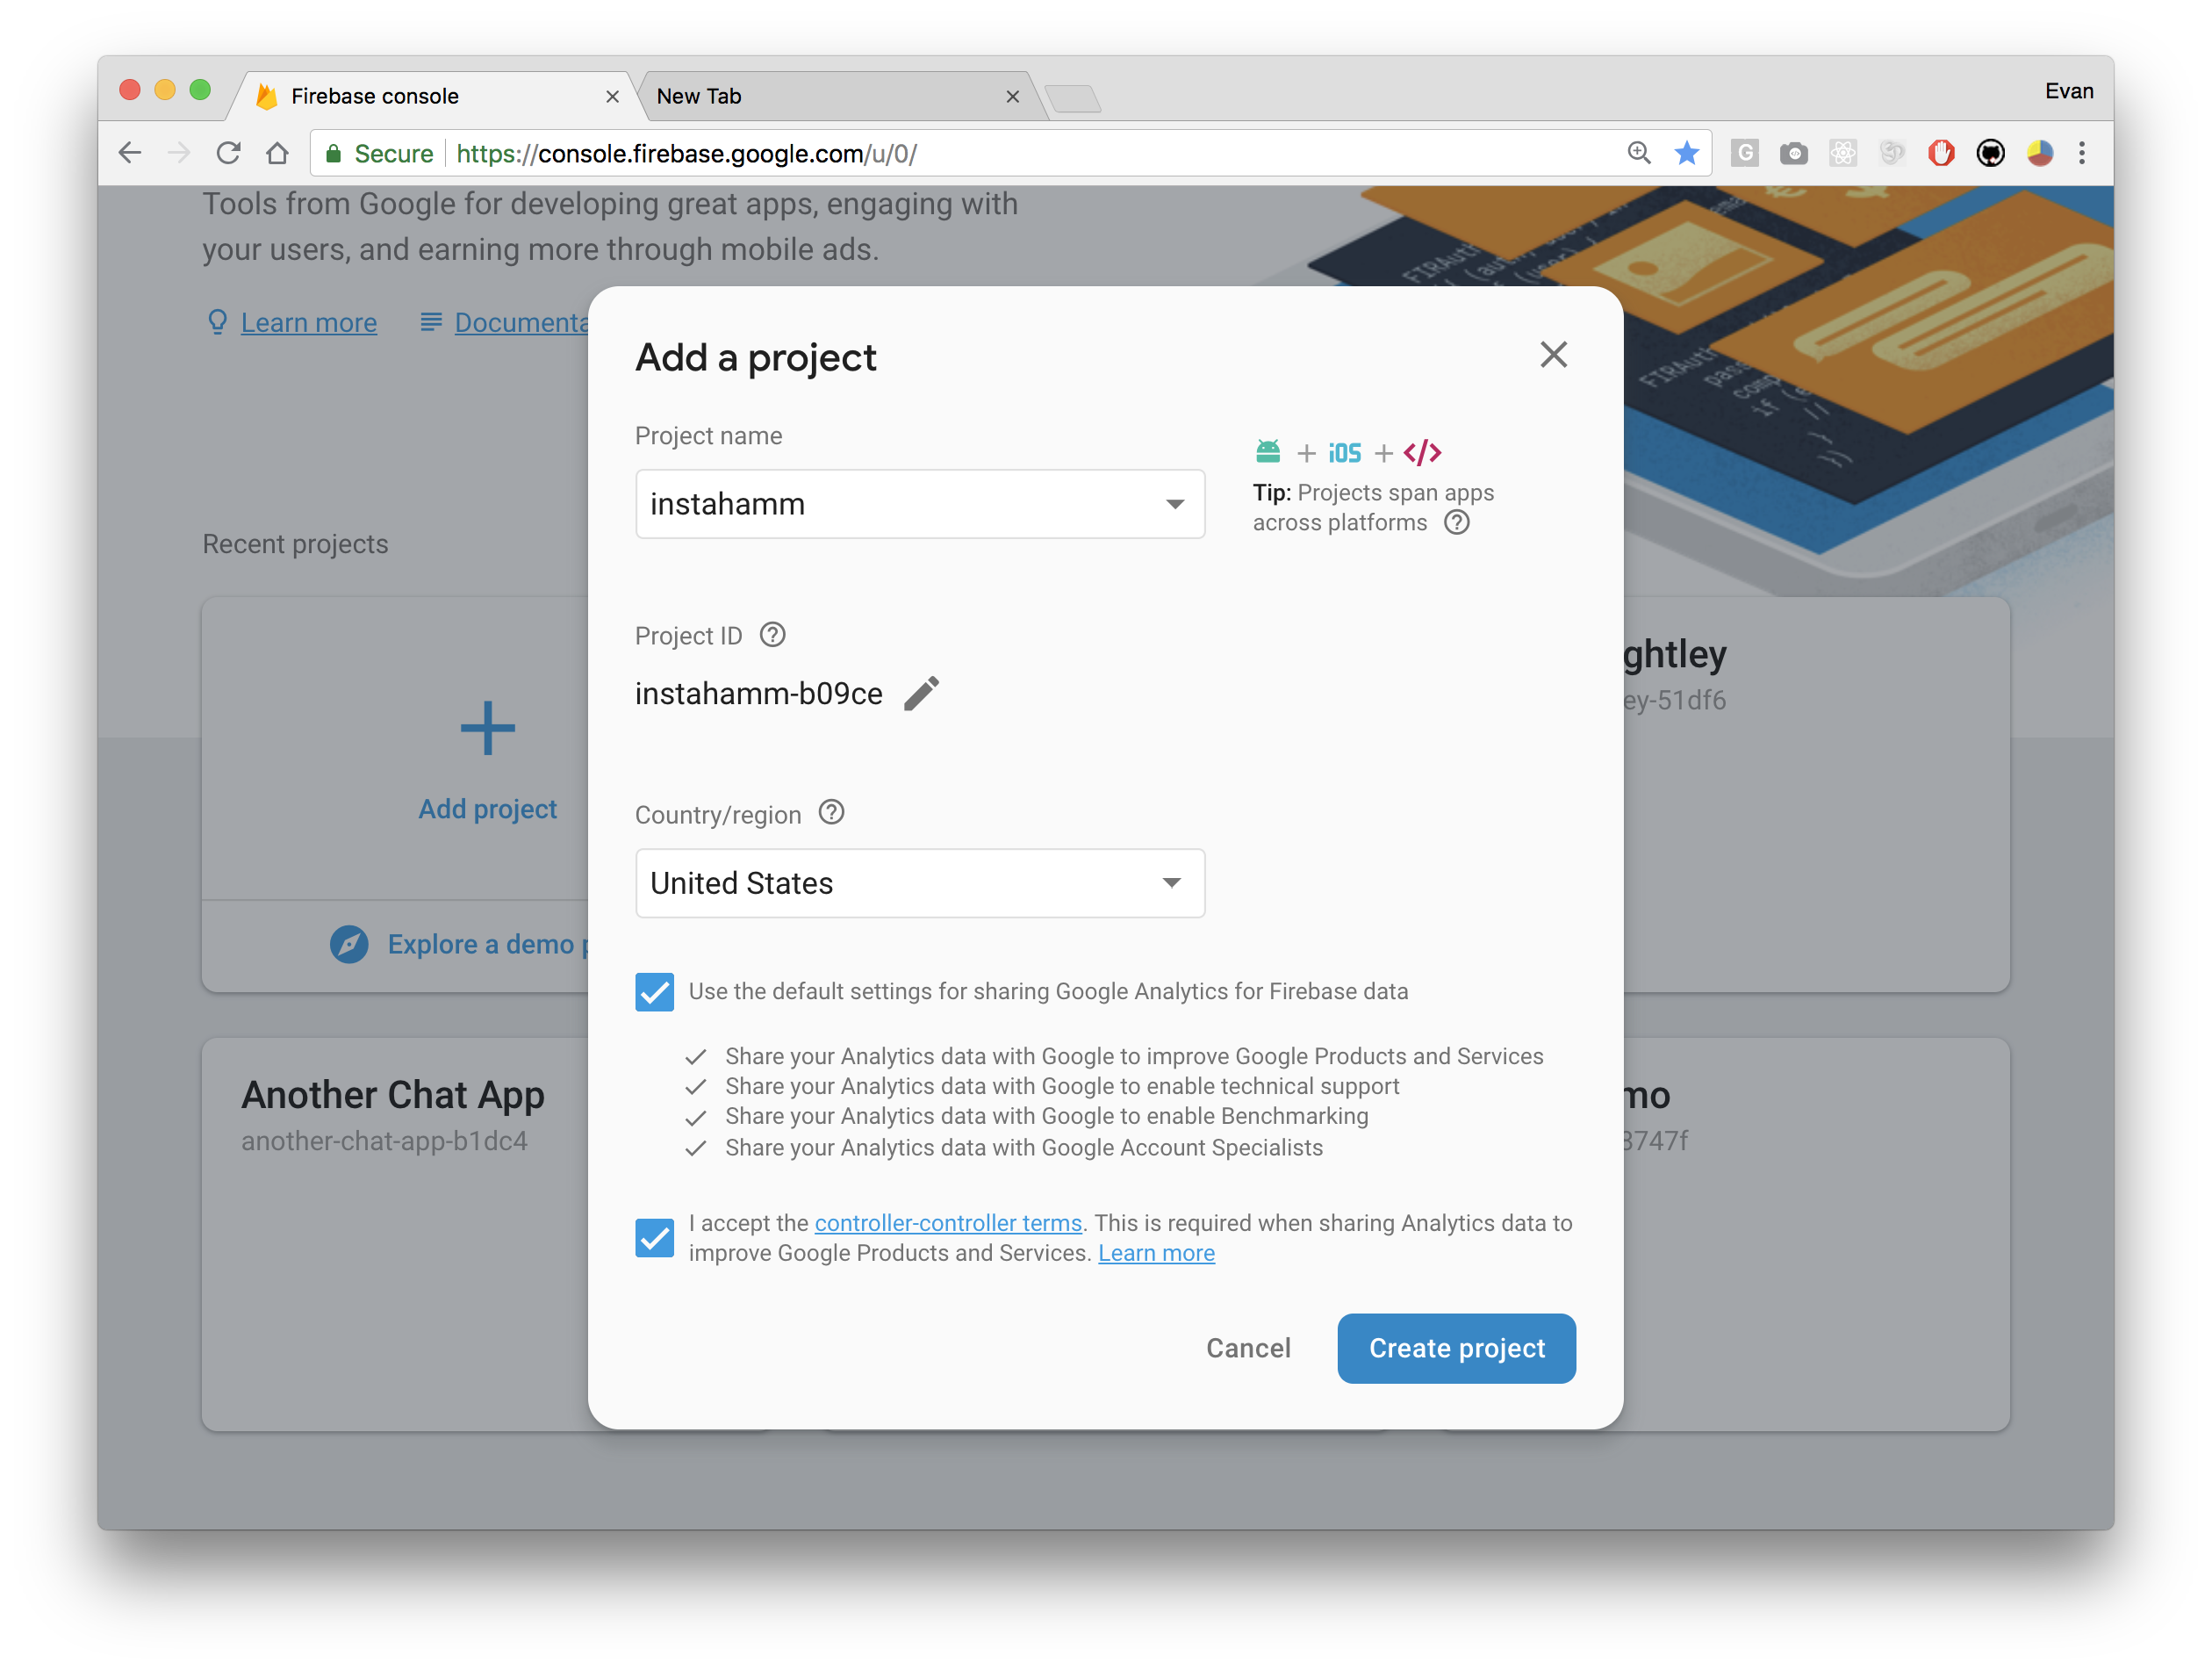 Firebase console
New Tab
Evan
Secure
https://console.firebase.google.com/u/0/
G
Tools from Google for developing great apps, engaging with
your users, and earning more through mobile ads.
Learn more
Documenta
Add a project
Project name
instahamm
+ iOS + </>
Tip: Projects span apps
across platforms
Recent projects
Project ID
instahamm-b09ce
ghtley
ey-51df6
Add project
Country/region
United States
Explore a demo p
Use the default settings for sharing Google Analytics for Firebase data
Share your Analytics data with Google to improve Google Products and Services
Share your Analytics data with Google to enable technical support
Share your Analytics data with Google to enable Benchmarking
Share your Analytics data with Google Account Specialists
Another Chat App
another-chat-app-b1dc4
mo
8747f
I accept the controller-controller terms. This is required when sharing Analytics data to
improve Google Products and Services. Learn more
Cancel
Create project